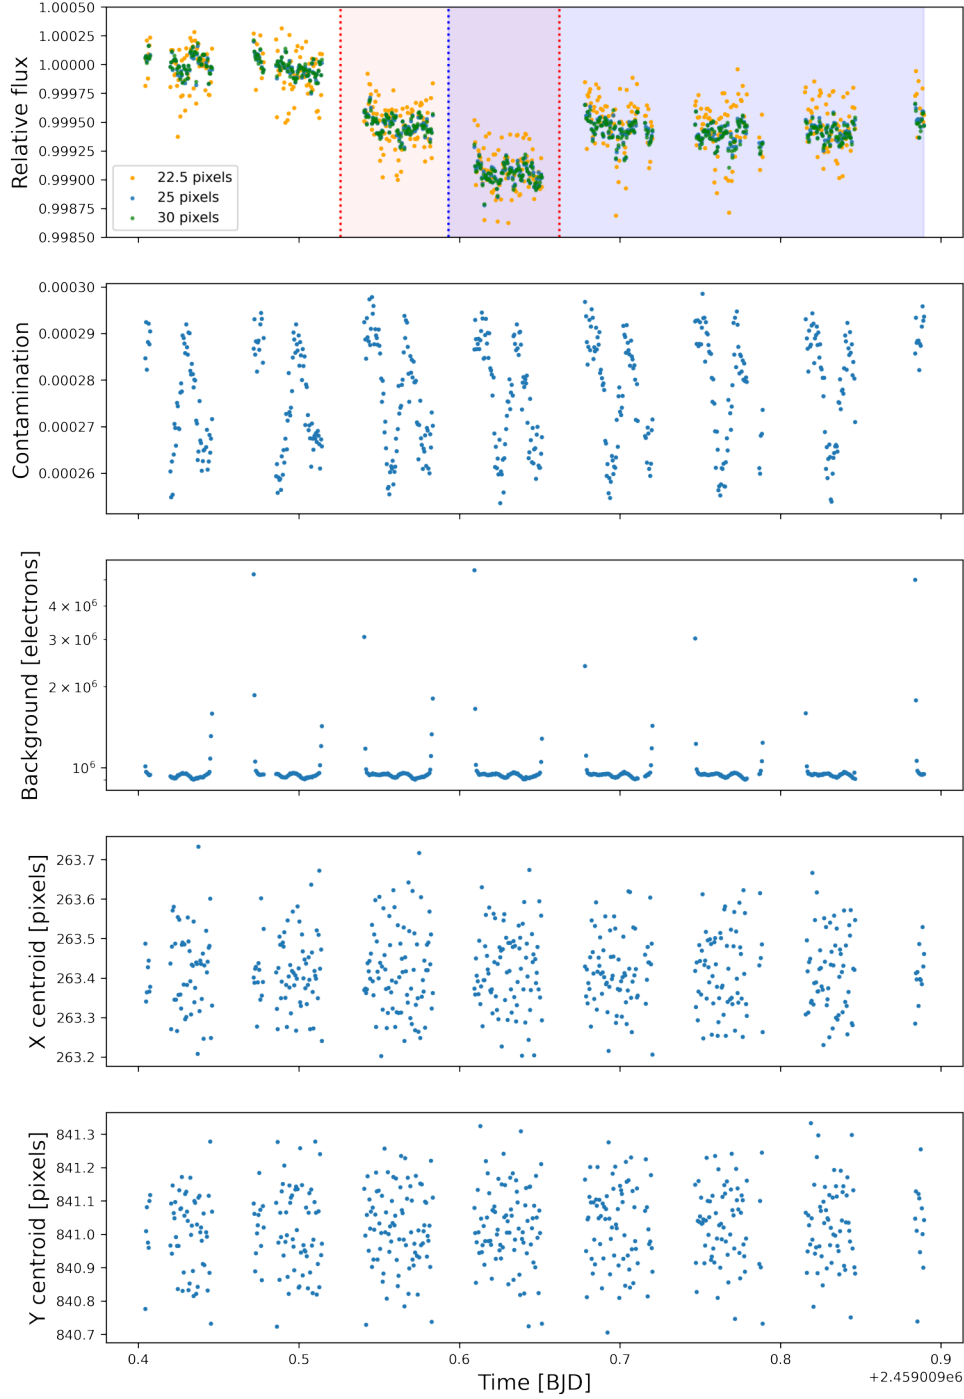 1.00050
1.00025
1.00000
0.99975
0.99950
0.99925
0.99900
0.99875
0.99850
Relative flux
22.5 pixels
25 pixels
30 pixels
0.00030
0.00029
0.00028
0.00027
0.00026
Contamination
4 × 10⁶
3 × 10⁶
2 × 10⁶
10⁶
Background [electrons]
263.7
263.6
263.5
263.4
263.3
263.2
X centroid [pixels]
841.3
841.2
841.1
841.0
840.9
840.8
840.7
Y centroid [pixels]
0.4 0.5 0.6 0.7 0.8 0.9
+2.459009e6
Time [BJD]